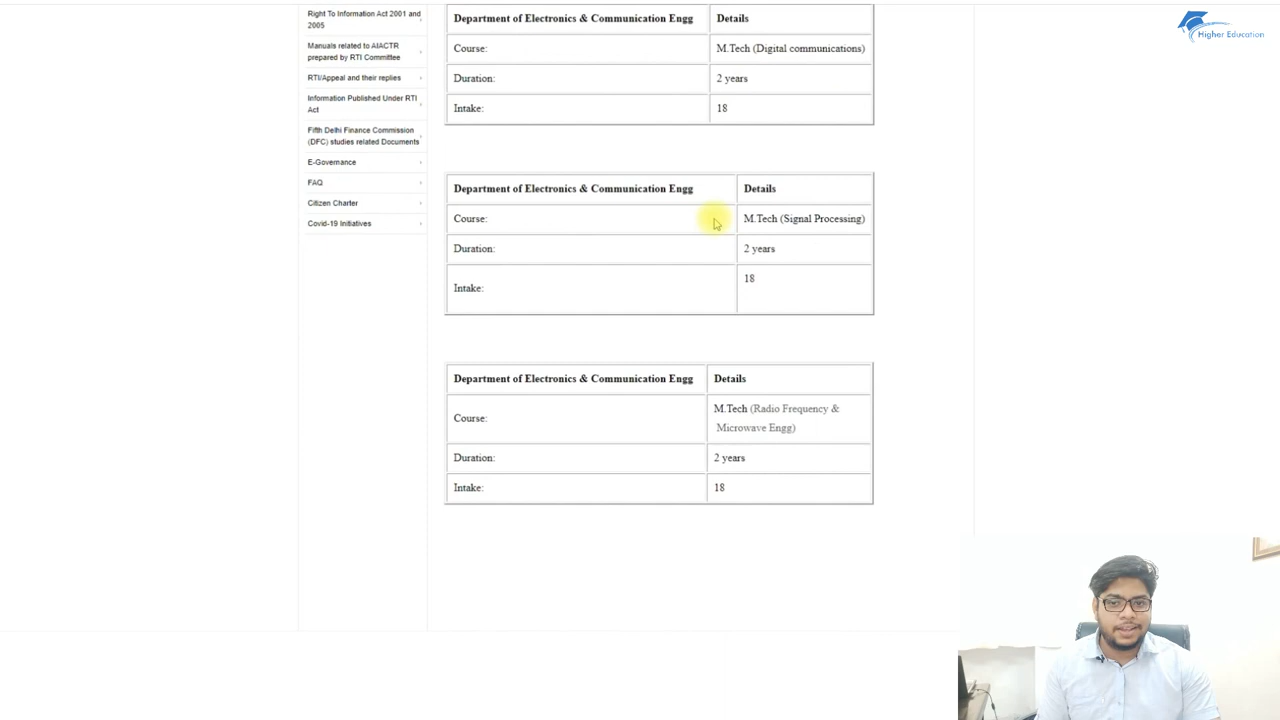 Right To Information Act 2001 and
2005
Manuals related to AIACTR
prepared by RTI Committee
RTI/Appeal and their replies
Information Published Under RTI
Act
Fifth Delhi Finance Commission
(DFC) studies related Documents
E-Governance
FAQ
Citizen Charter
Covid-19 Initiatives
Department of Electronics & Communication Engg Details
Course: M.Tech (Digital communications)
Duration: 2 years
Intake: 18
Department of Electronics & Communication Engg Details
Course: M.Tech (Signal Processing)
Duration: 2 years
Intake: 18
Department of Electronics & Communication Engg Details
Course: M.Tech (Radio Frequency &
Microwave Engg)
Duration: 2 years
Intake: 18
Higher Education